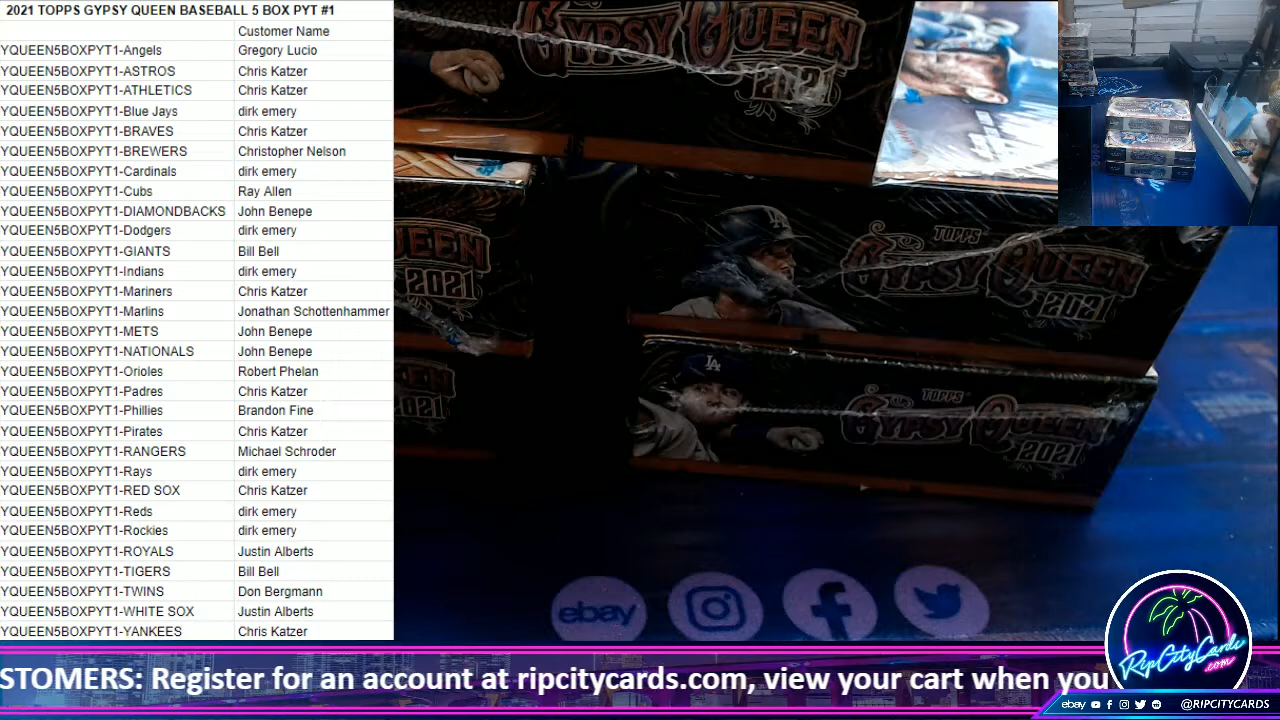 2021 TOPPS GYPSY QUEEN BASEBALL 5 BOX PYT #1
Customer Name
YQUEEN5BOXPYT1-Angels Gregory Lucio
YQUEEN5BOXPYT1-ASTROS Chris Katzer
YQUEEN5BOXPYT1-ATHLETICS Chris Katzer
YQUEEN5BOXPYT1-Blue Jays dirk emery
YQUEEN5BOXPYT1-BRAVES Chris Katzer
YQUEEN5BOXPYT1-BREWERS Christopher Nelson
YQUEEN5BOXPYT1-Cardinals dirk emery
YQUEEN5BOXPYT1-Cubs Ray Allen
YQUEEN5BOXPYT1-DIAMONDBACKS John Benepe
YQUEEN5BOXPYT1-Dodgers dirk emery
YQUEEN5BOXPYT1-GIANTS Bill Bell
YQUEEN5BOXPYT1-Indians dirk emery
YQUEEN5BOXPYT1-Mariners Chris Katzer
YQUEEN5BOXPYT1-Marlins Jonathan Schottenhammer
YQUEEN5BOXPYT1-METS John Benepe
YQUEEN5BOXPYT1-NATIONALS John Benepe
YQUEEN5BOXPYT1-Orioles Robert Phelan
YQUEEN5BOXPYT1-Padres Chris Katzer
YQUEEN5BOXPYT1-Phillies Brandon Fine
YQUEEN5BOXPYT1-Pirates Chris Katzer
YQUEEN5BOXPYT1-RANGERS Michael Schroder
YQUEEN5BOXPYT1-Rays dirk emery
YQUEEN5BOXPYT1-RED SOX Chris Katzer
YQUEEN5BOXPYT1-Reds dirk emery
YQUEEN5BOXPYT1-Rockies dirk emery
YQUEEN5BOXPYT1-ROYALS Justin Alberts
YQUEEN5BOXPYT1-TIGERS Bill Bell
YQUEEN5BOXPYT1-TWINS Don Bergmann
YQUEEN5BOXPYT1-WHITE SOX Justin Alberts
YQUEEN5BOXPYT1-YANKEES Chris Katzer
GYPSY QUEEN
2021
QUEEN
2021
LA
TOPPS
GYPSY QUEEN
2021
2021
LA
TOPPS
GYPSY QUEEN
2021
ebay
RipCityCards
.com
STOMERS: Register for an account at ripcitycards.com, view your cart when you
ebay @RIPCITYCARDS